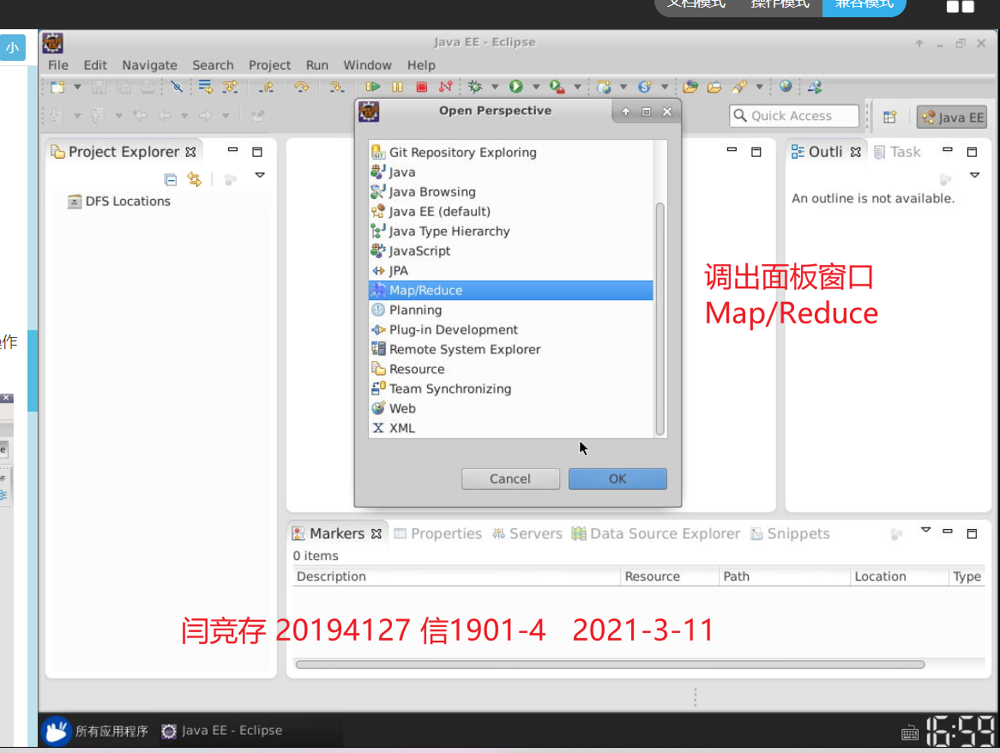 文档模式 操作模式 兼容模式
小
Java EE - Eclipse
File Edit Navigate Search Project Run Window Help
Open Perspective
Quick Access
Java EE
Project Explorer
DFS Locations
Git Repository Exploring
Java
Java Browsing
Java EE (default)
Java Type Hierarchy
JavaScript
JPA
Map/Reduce
Planning
Plug-in Development
Remote System Explorer
Resource
Team Synchronizing
Web
XML
Cancel OK
Outli Task
An outline is not available.
调出面板窗口
Map/Reduce
作
Markers Properties Servers Data Source Explorer Snippets
0 items
Description Resource Path Location Type
闫竞存 20194127 信1901-4 2021-3-11
所有应用程序 Java EE - Eclipse 16:59